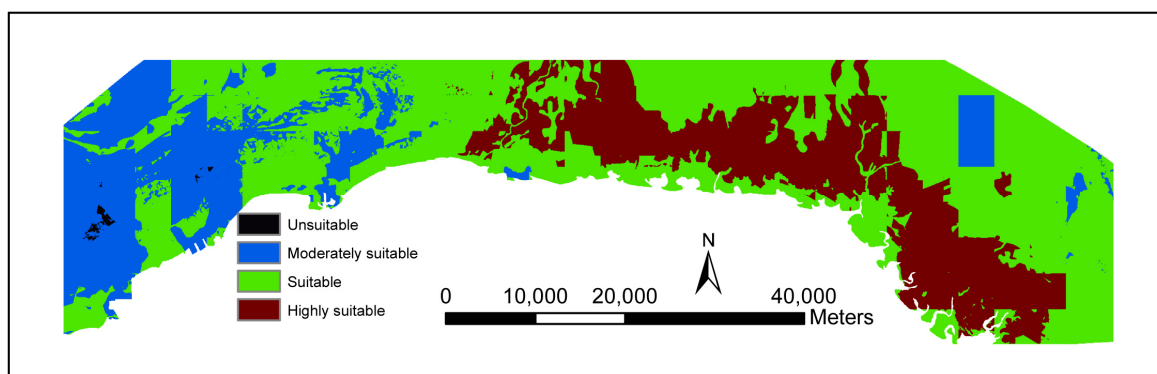 Unsuitable
Moderately suitable
Suitable
Highly suitable
N
0 10,000 20,000 40,000
Meters